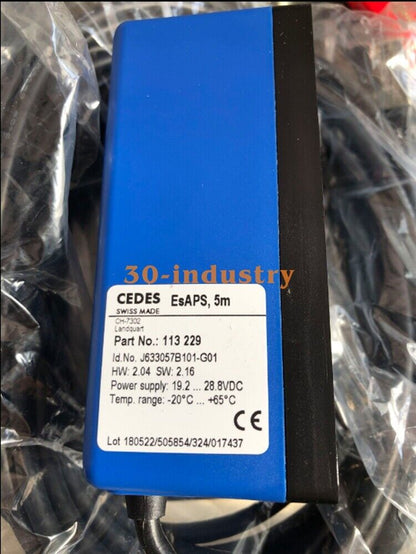 30-industry
CEDES EsAPS, 5m
SWISS MADE
CH-7302
Landquart
Part No.: 113 229
Id.No. J633057B101-G01
HW: 2.04 SW: 2.16
Power supply: 19.2 ... 28.8VDC
Temp. range: -20°C ... +65°C
CE
Lot 180522/505854/324/017437